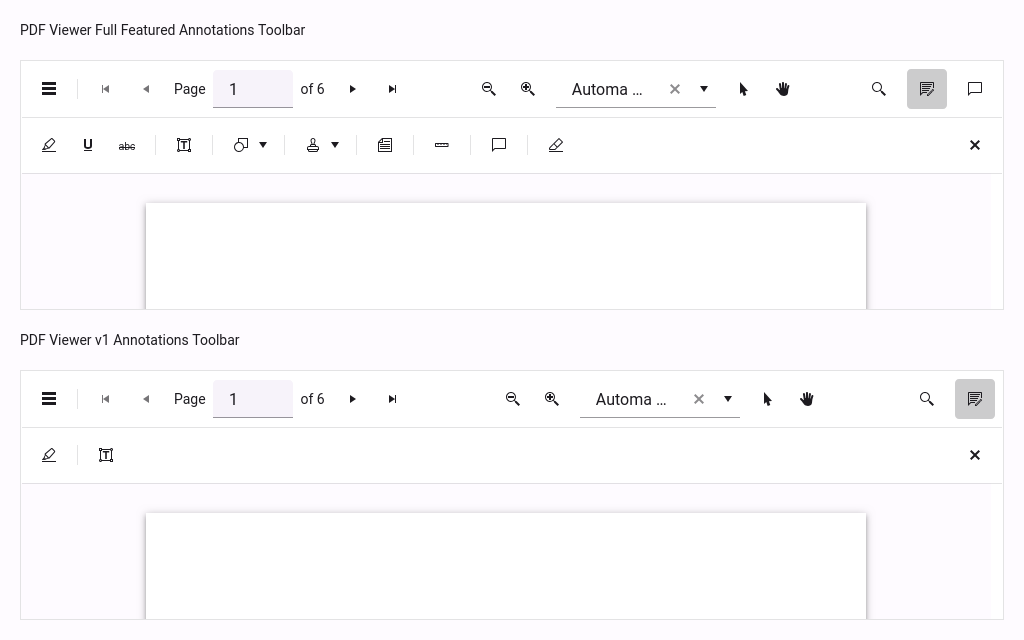 PDF Viewer Full Featured Annotations Toolbar
Page 1 of 6 Automa ...
U abc T
PDF Viewer v1 Annotations Toolbar
Page 1 of 6 Automa ...
T